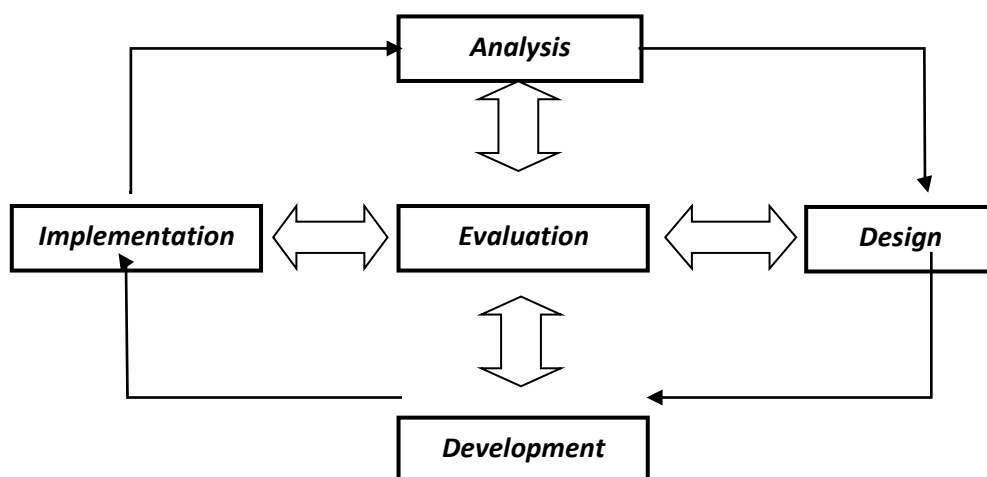 Analysis
Implementation
Evaluation
Design
Development